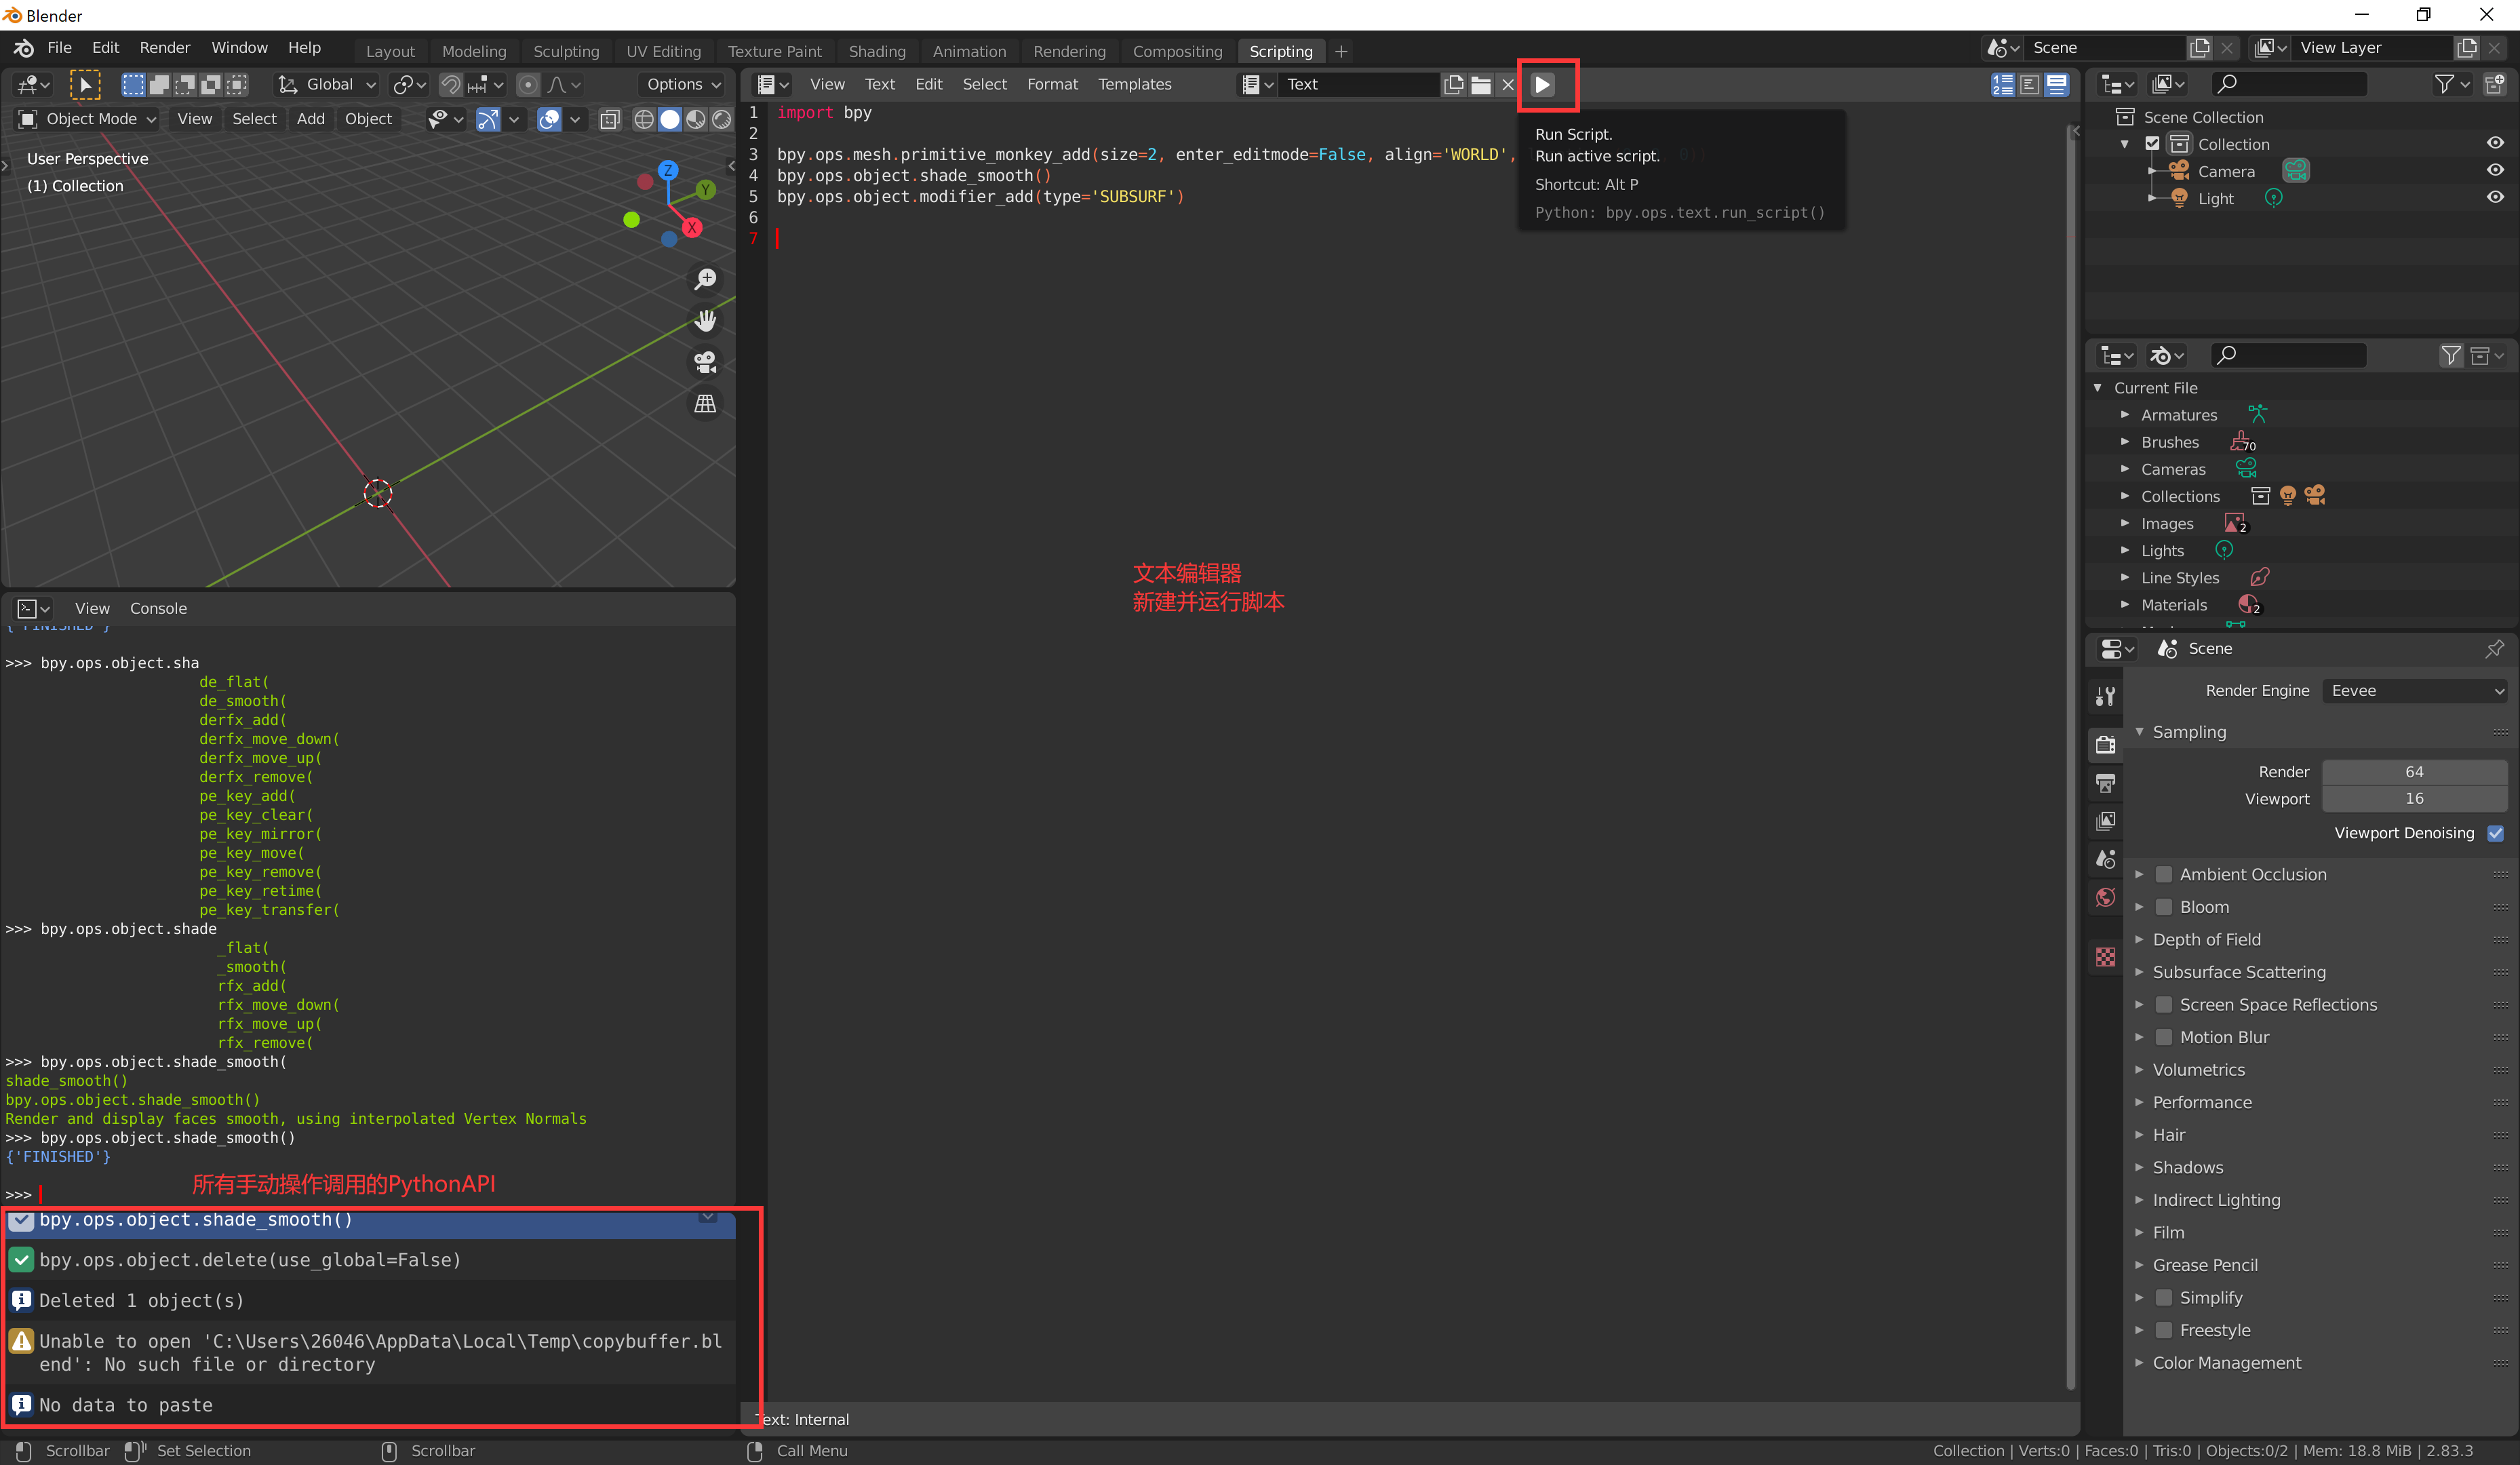 Blender
File Edit Render Window Help Layout Modeling Sculpting UV Editing Texture Paint Shading Animation Rendering Compositing Scripting + Scene View Layer
Global Options
Object Mode View Select Add Object
User Perspective
(1) Collection
Z
Y
X
View Text Edit Select Format Templates Text
1 import bpy
2
3 bpy.ops.mesh.primitive_monkey_add(size=2, enter_editmode=False, align='WORLD',
4 bpy.ops.object.shade_smooth()
5 bpy.ops.object.modifier_add(type='SUBSURF')
6
7
Run Script.
Run active script.
Shortcut: Alt P
Python: bpy.ops.text.run_script()
文本编辑器
新建并运行脚本
Text: Internal
View Console
{'FINISHED'}
>>> bpy.ops.object.sha
de_flat(
de_smooth(
derfx_add(
derfx_move_down(
derfx_move_up(
derfx_remove(
pe_key_add(
pe_key_clear(
pe_key_mirror(
pe_key_move(
pe_key_remove(
pe_key_retime(
pe_key_transfer(
>>> bpy.ops.object.shade
_flat(
_smooth(
rfx_add(
rfx_move_down(
rfx_move_up(
rfx_remove(
>>> bpy.ops.object.shade_smooth(
shade_smooth()
bpy.ops.object.shade_smooth()
Render and display faces smooth, using interpolated Vertex Normals
>>> bpy.ops.object.shade_smooth()
{'FINISHED'}
>>>
所有手动操作调用的PythonAPI
bpy.ops.object.shade_smooth()
bpy.ops.object.delete(use_global=False)
Deleted 1 object(s)
Unable to open 'C:\Users\26046\AppData\Local\Temp\copybuffer.bl
end': No such file or directory
No data to paste
Scene Collection
Collection
Camera
Light
Current File
Armatures
Brushes 70
Cameras
Collections
Images 2
Lights
Line Styles
Materials 2
Scene
Render Engine Eevee
Sampling
Render 64
Viewport 16
Viewport Denoising
Ambient Occlusion
Bloom
Depth of Field
Subsurface Scattering
Screen Space Reflections
Motion Blur
Volumetrics
Performance
Hair
Shadows
Indirect Lighting
Film
Grease Pencil
Simplify
Freestyle
Color Management
Scrollbar Set Selection Scrollbar Call Menu Collection | Verts:0 | Faces:0 | Tris:0 | Objects:0/2 | Mem: 18.8 MiB | 2.83.3